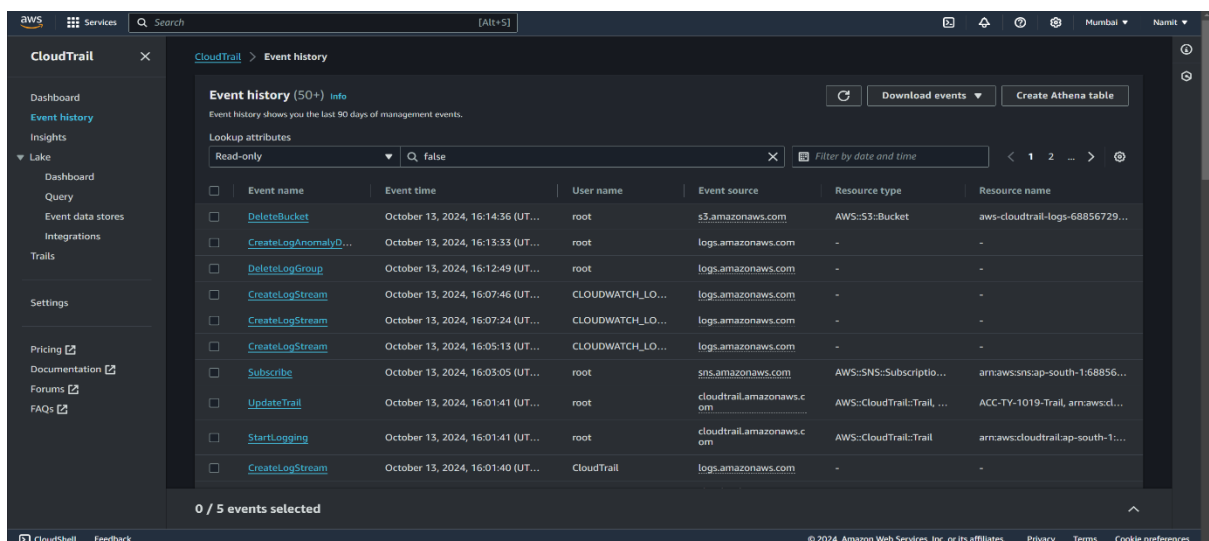 aws Services Search [Alt+S] Mumbai Namit
CloudTrail
CloudTrail > Event history
Dashboard
Event history
Insights
Lake
Dashboard
Query
Event data stores
Integrations
Trails
Settings
Pricing
Documentation
Forums
FAQs
Event history (50+) Info
Download events
Create Athena table
Event history shows you the last 90 days of management events.
Lookup attributes
Read-only false Filter by date and time < 1 2 ... >
Event name Event time User name Event source Resource type Resource name
DeleteBucket October 13, 2024, 16:14:36 (UT... root s3.amazonaws.com AWS::S3::Bucket aws-cloudtrail-logs-68856729...
CreateLogAnomalyD... October 13, 2024, 16:13:33 (UT... root logs.amazonaws.com - -
DeleteLogGroup October 13, 2024, 16:12:49 (UT... root logs.amazonaws.com - -
CreateLogStream October 13, 2024, 16:07:46 (UT... CLOUDWATCH_LO... logs.amazonaws.com - -
CreateLogStream October 13, 2024, 16:07:24 (UT... CLOUDWATCH_LO... logs.amazonaws.com - -
CreateLogStream October 13, 2024, 16:05:13 (UT... CLOUDWATCH_LO... logs.amazonaws.com - -
Subscribe October 13, 2024, 16:03:05 (UT... root sns.amazonaws.com AWS::SNS::Subscriptio... arn:aws:sns:ap-south-1:68856...
UpdateTrail October 13, 2024, 16:01:41 (UT... root cloudtrail.amazonaws.c
om AWS::CloudTrail::Trail, ... ACC-TY-1019-Trail, arn:aws:cl...
StartLogging October 13, 2024, 16:01:41 (UT... root cloudtrail.amazonaws.c
om AWS::CloudTrail::Trail arn:aws:cloudtrail:ap-south-1:...
CreateLogStream October 13, 2024, 16:01:40 (UT... CloudTrail logs.amazonaws.com - -
0 / 5 events selected
CloudShell Feedback © 2024, Amazon Web Services, Inc. or its affiliates. Privacy Terms Cookie preferences